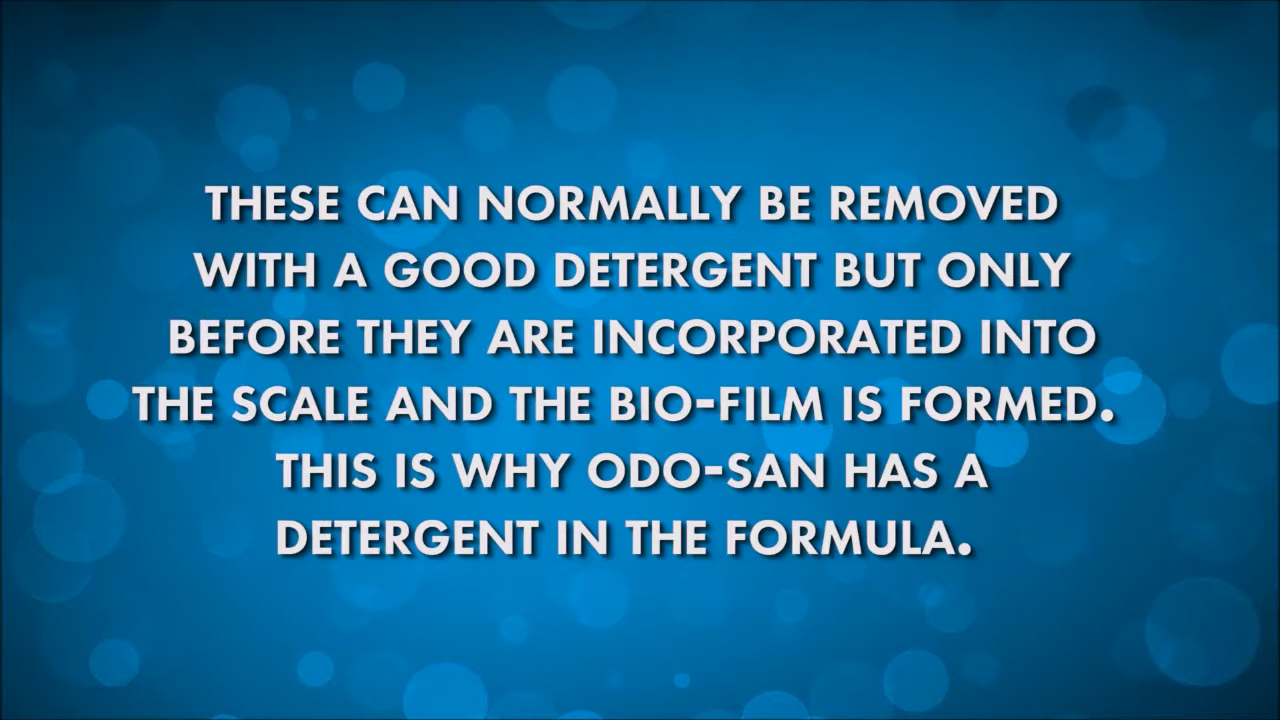 THESE CAN NORMALLY BE REMOVED
WITH A GOOD DETERGENT BUT ONLY
BEFORE THEY ARE INCORPORATED INTO
THE SCALE AND THE BIO-FILM IS FORMED.
THIS IS WHY ODO-SAN HAS A
DETERGENT IN THE FORMULA.